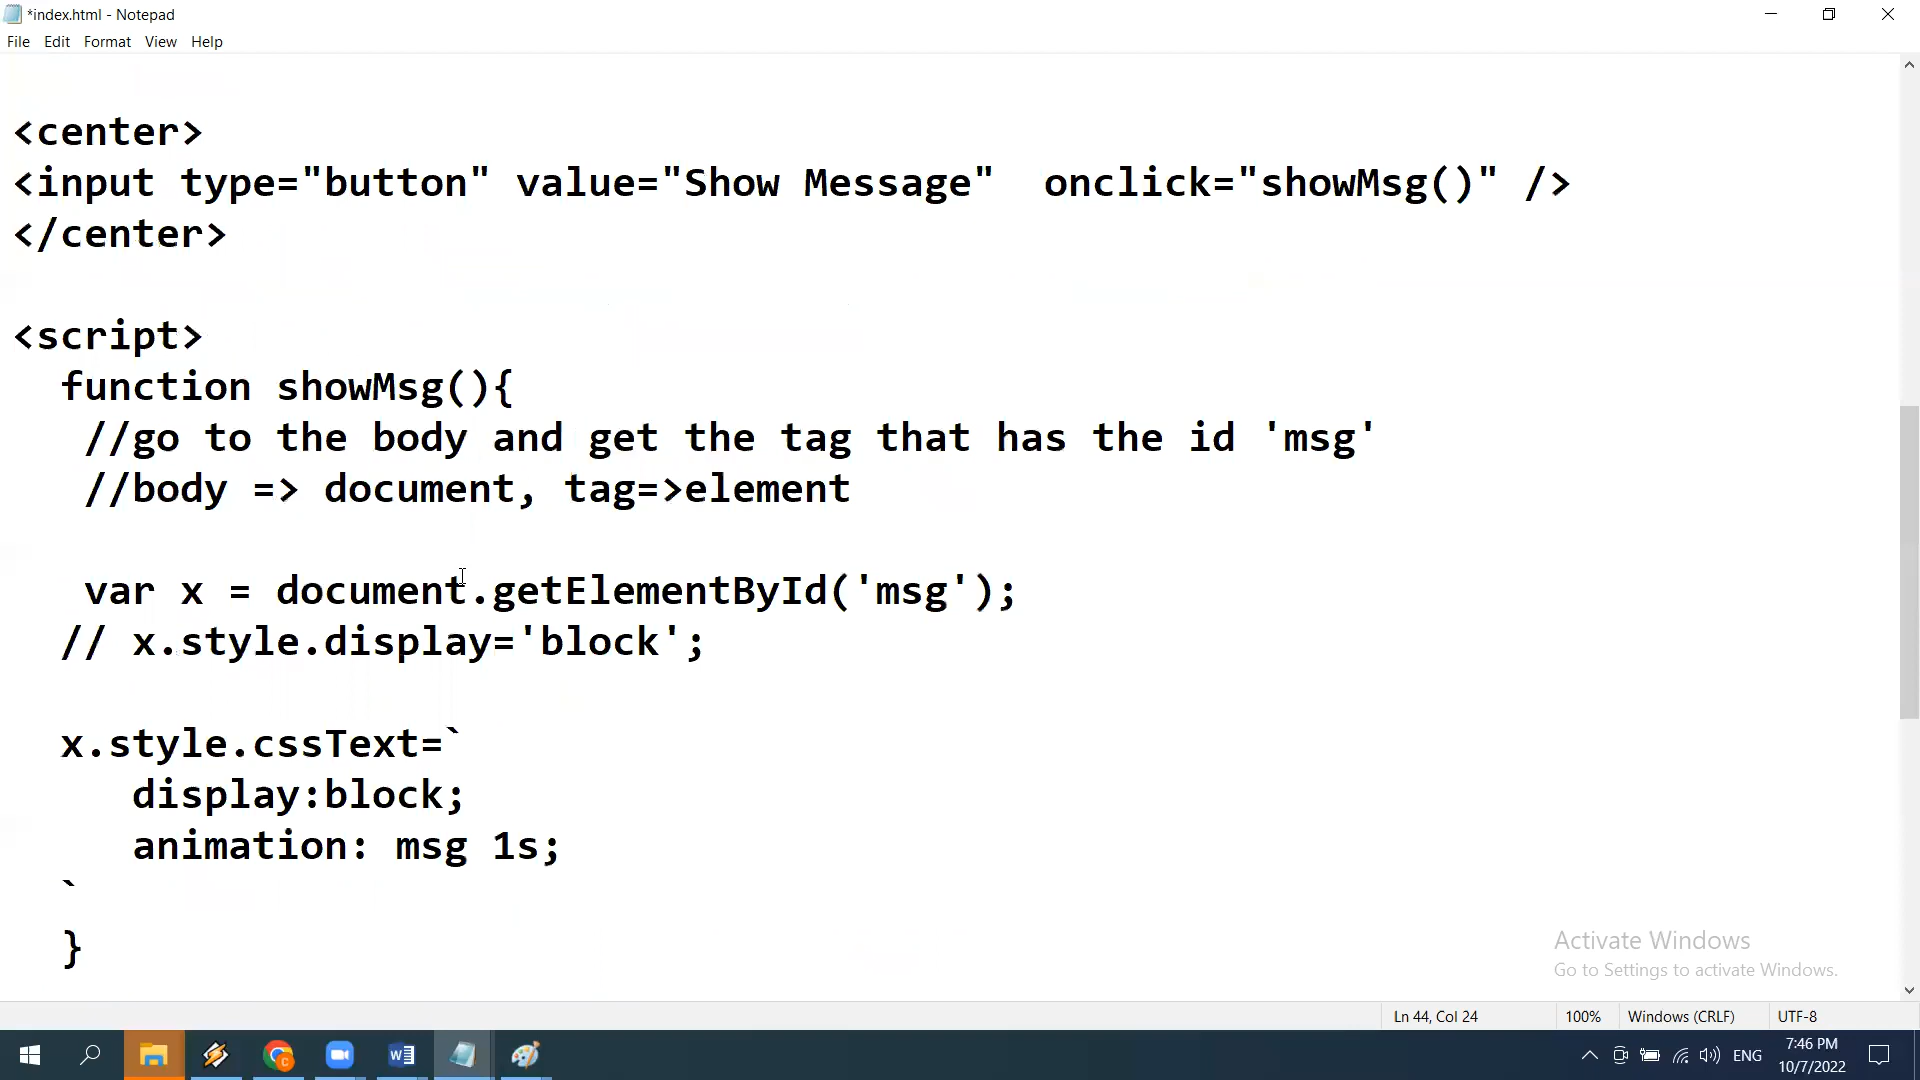 *index.html - Notepad
File Edit Format View Help
<center>
<input type="button" value="Show Message"  onclick="showMsg()" />
</center>
<script>
  function showMsg(){
   //go to the body and get the tag that has the id 'msg'
   //body => document, tag=>element
   var x = document.getElementById('msg');
  // x.style.display='block';
  x.style.cssText=`
     display:block;
     animation: msg 1s;
  `
  }
Activate Windows
Go to Settings to activate Windows.
Ln 44, Col 24 100% Windows (CRLF) UTF-8
ENG
7:46 PM
10/7/2022